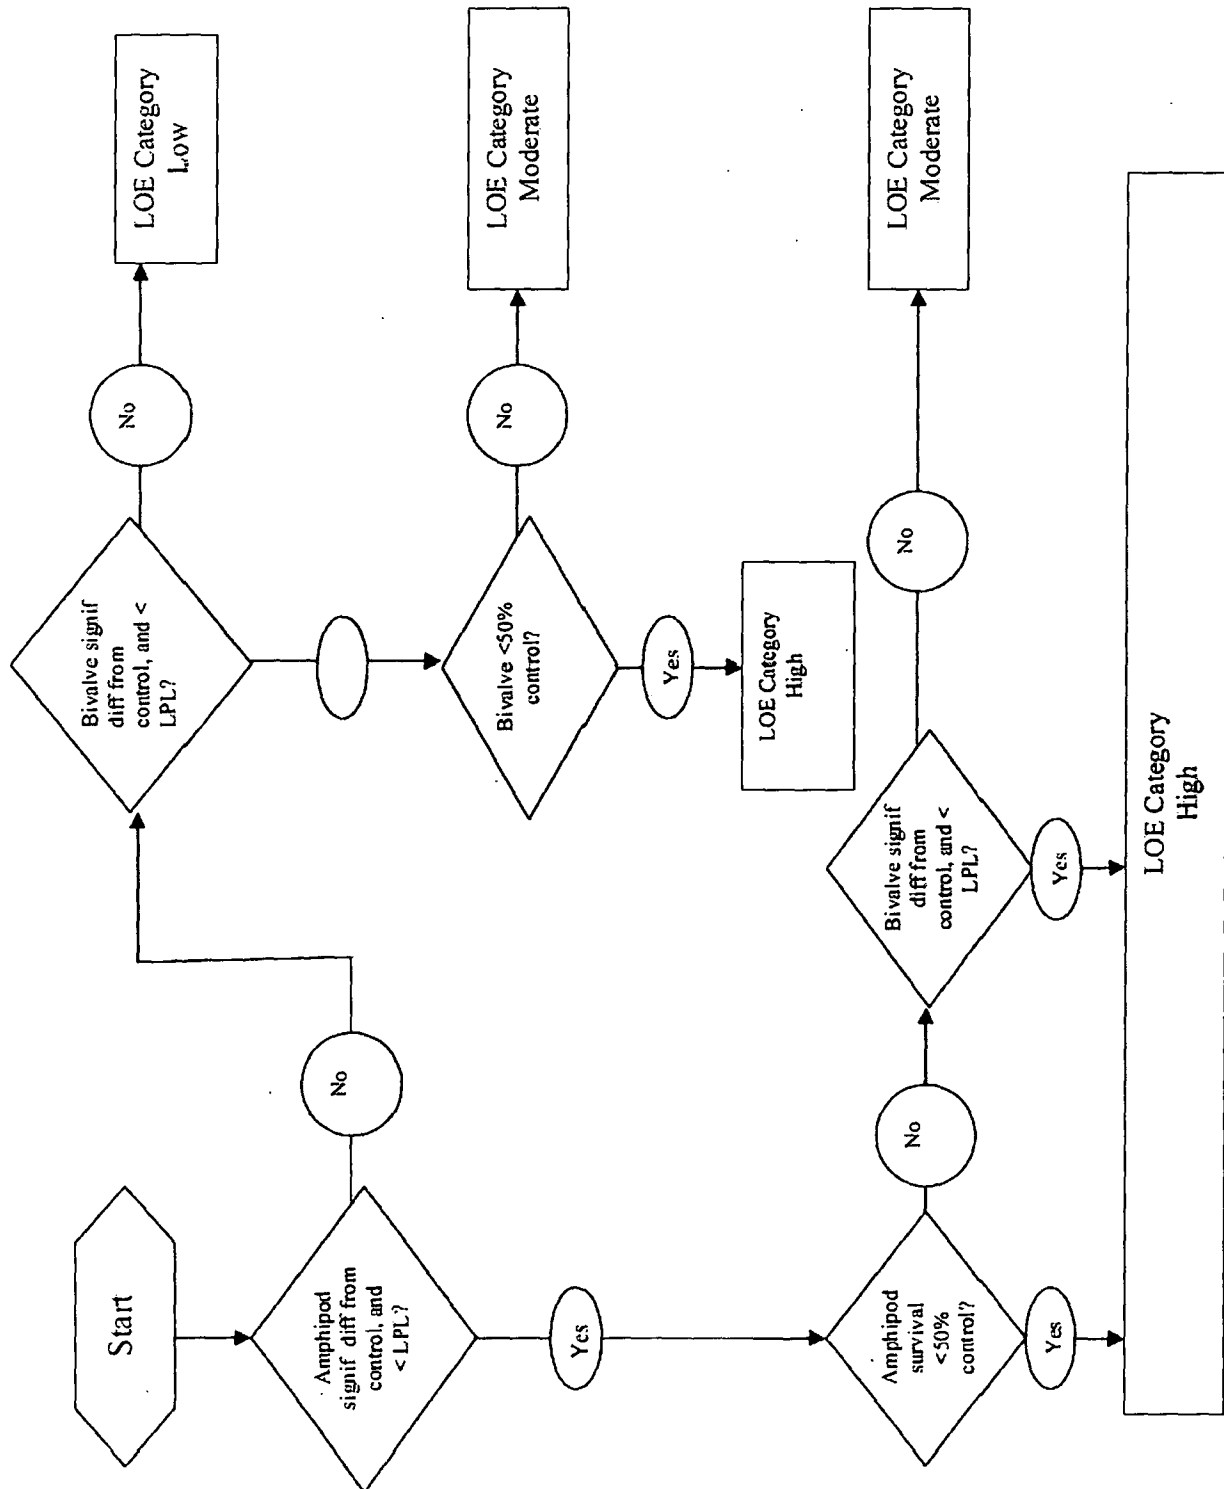 Start
Amphipod
signif diff from
control, and
< LPL?
No
Bivalve signif
diff from
control, and <
LPL?
No
LOE Category
Low
Bivalve <50%
control?
No
LOE Category
Moderate
Yes
LOE Category
High
Yes
Amphipod
survival
<50%
control?
No
Bivalve signif
diff from
control, and <
LPL?
No
LOE Category
Moderate
Yes
Yes
LOE Category
High